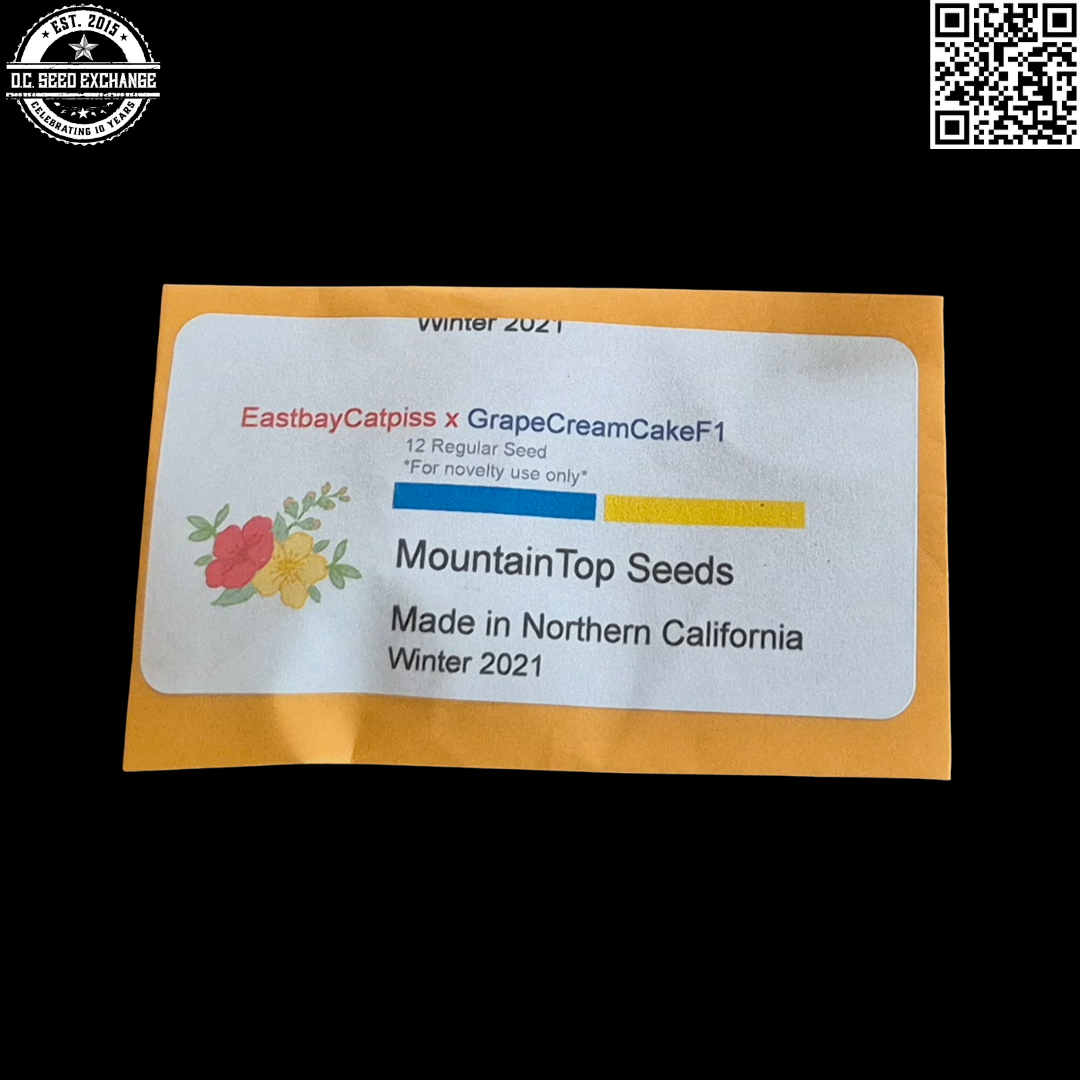 EST. 2015
D.C. SEED EXCHANGE
CELEBRATING 10 YEARS
Winter 2021
EastbayCatpiss x GrapeCreamCakeF1
12 Regular Seed
*For novelty use only*
MountainTop Seeds
Made in Northern California
Winter 2021